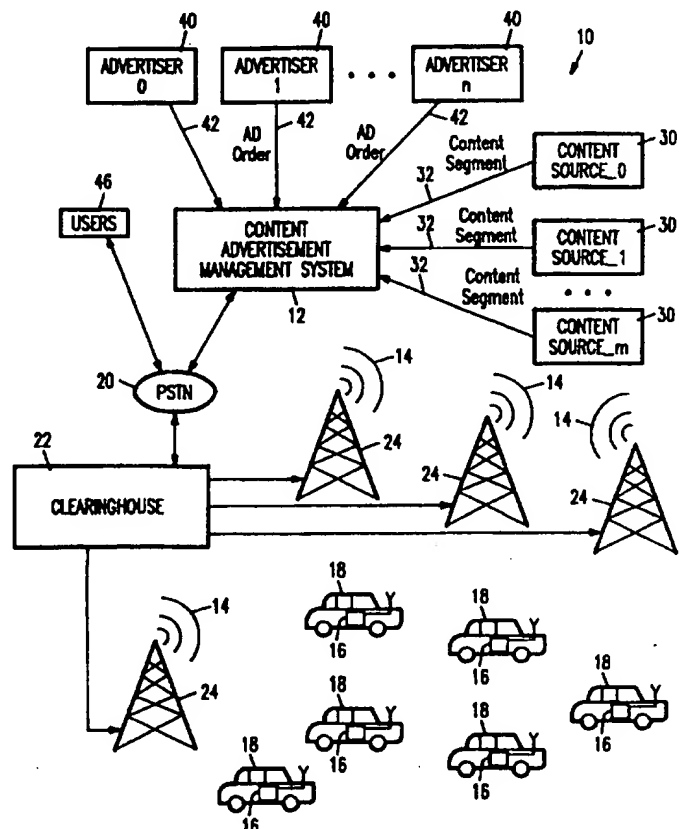 40 40 40 10
ADVERTISER 0
ADVERTISER 1
• • •
ADVERTISER n
42 42 42
AD Order
AD Order
Content Segment
32
CONTENT SOURCE_0
30
46
USERS
CONTENT ADVERTISEMENT MANAGEMENT SYSTEM
12
Content Segment
32
CONTENT SOURCE_1
30
• • •
Content Segment
32
CONTENT SOURCE_m
30
20
PSTN
14 14 14
24 24 24
22
CLEARINGHOUSE
14
24
18
16
18
16
18
16
18
16
18
16
18
16